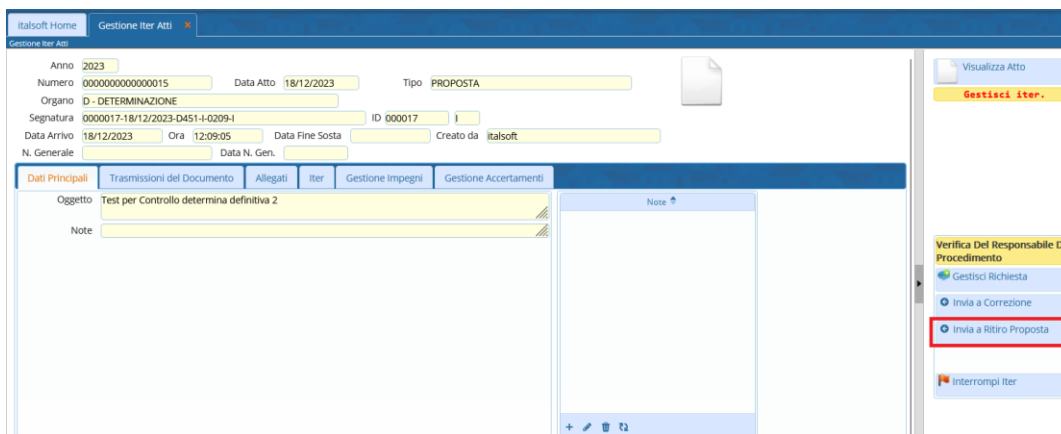 italsoft Home Gestione Iter Atti ×
Gestione Iter Atti
Anno 2023
Numero 0000000000000015 Data Atto 18/12/2023 Tipo PROPOSTA
Organo D - DETERMINAZIONE
Segnatura 0000017-18/12/2023-D451-I-0209-I ID 000017 I
Data Arrivo 18/12/2023 Ora 12:09:05 Data Fine Sosta Creato da italsoft
N. Generale Data N. Gen.
Dati Principali Trasmissioni del Documento Allegati Iter Gestione Impegni Gestione Accertamenti
Oggetto Test per Controllo determina definitiva 2
Note
Note
Visualizza Atto
Gestisci iter.
Verifica Del Responsabile D
Procedimento
Gestisci Richiesta
Invia a Correzione
Invia a Ritiro Proposta
Interrompi Iter